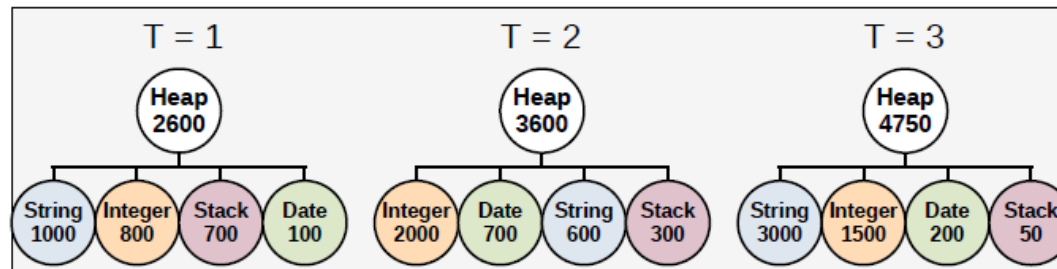 T = 1
Heap
2600
String
1000
Integer
800
Stack
700
Date
100
T = 2
Heap
3600
Integer
2000
Date
700
String
600
Stack
300
T = 3
Heap
4750
String
3000
Integer
1500
Date
200
Stack
50